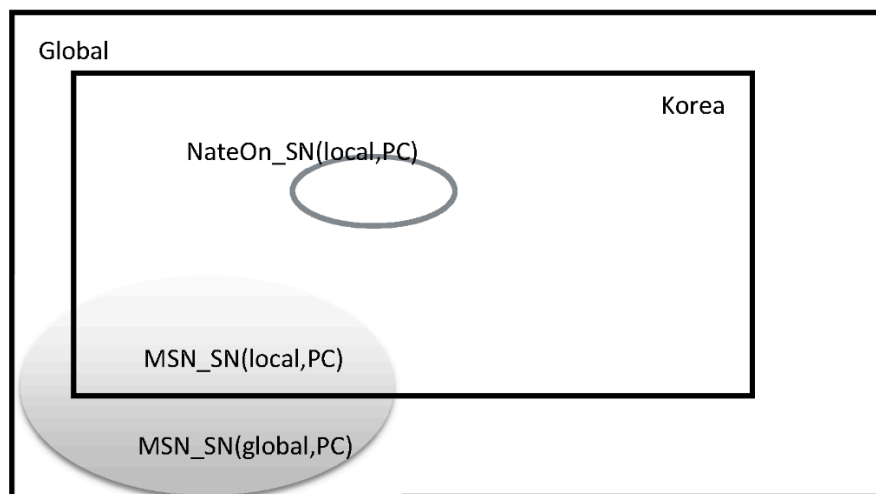 Global
Korea
NateOn_SN(local,PC)
MSN_SN(local,PC)
MSN_SN(global,PC)